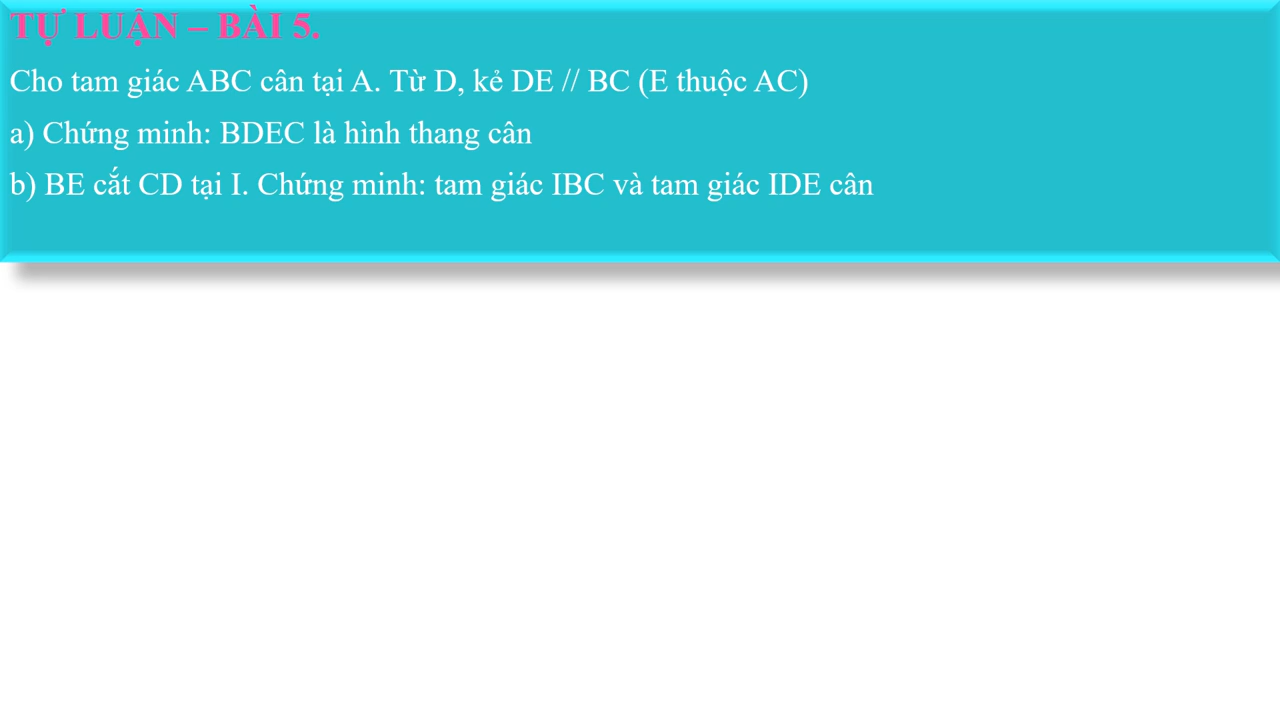 TỰ LUẬN – BÀI 5.
Cho tam giác ABC cân tại A. Từ D, kẻ DE // BC (E thuộc AC)
a) Chứng minh: BDEC là hình thang cân
b) BE cắt CD tại I. Chứng minh: tam giác IBC và tam giác IDE cân